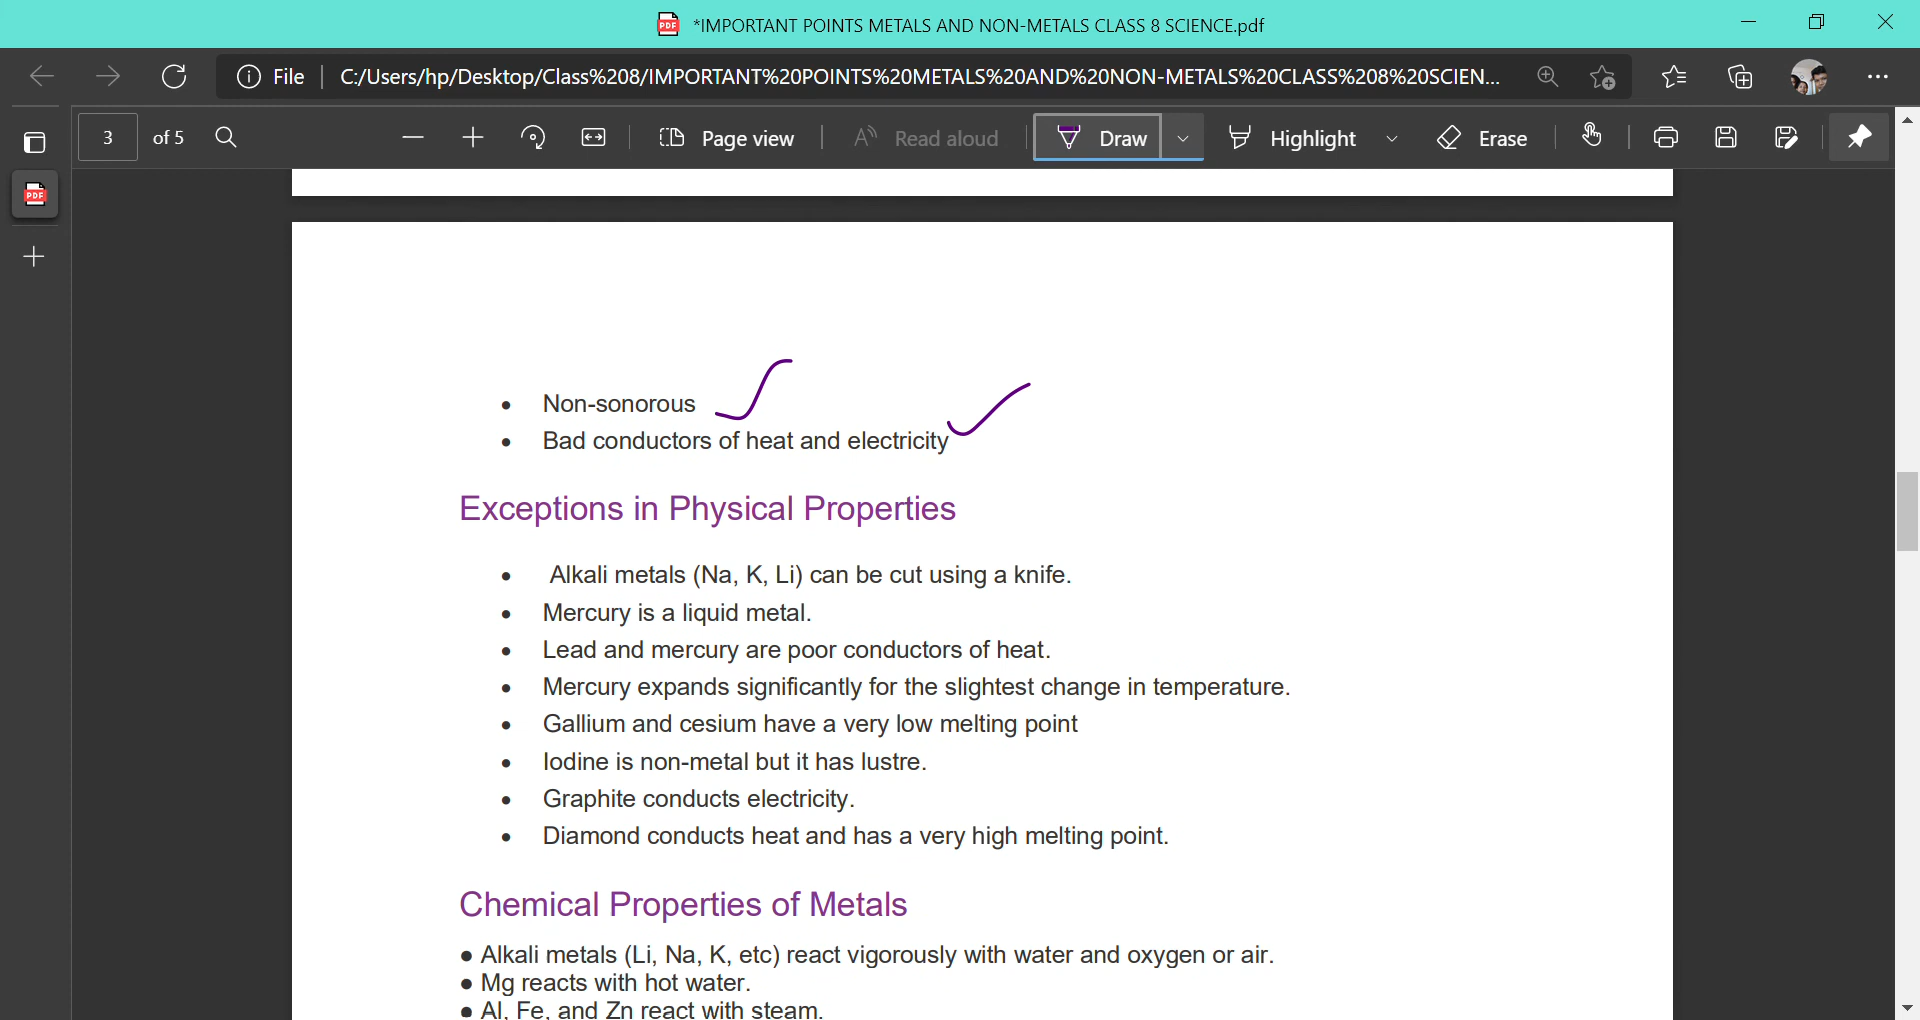 *IMPORTANT POINTS METALS AND NON-METALS CLASS 8 SCIENCE.pdf
File C:/Users/hp/Desktop/Class%208/IMPORTANT%20POINTS%20METALS%20AND%20NON-METALS%20CLASS%208%20SCIEN...
3 of 5 Page view Read aloud Draw Highlight Erase
PDF
• Non-sonorous
• Bad conductors of heat and electricity
Exceptions in Physical Properties
• Alkali metals (Na, K, Li) can be cut using a knife.
• Mercury is a liquid metal.
• Lead and mercury are poor conductors of heat.
• Mercury expands significantly for the slightest change in temperature.
• Gallium and cesium have a very low melting point
• Iodine is non-metal but it has lustre.
• Graphite conducts electricity.
• Diamond conducts heat and has a very high melting point.
Chemical Properties of Metals
● Alkali metals (Li, Na, K, etc) react vigorously with water and oxygen or air.
● Mg reacts with hot water.
● Al, Fe, and Zn react with steam.